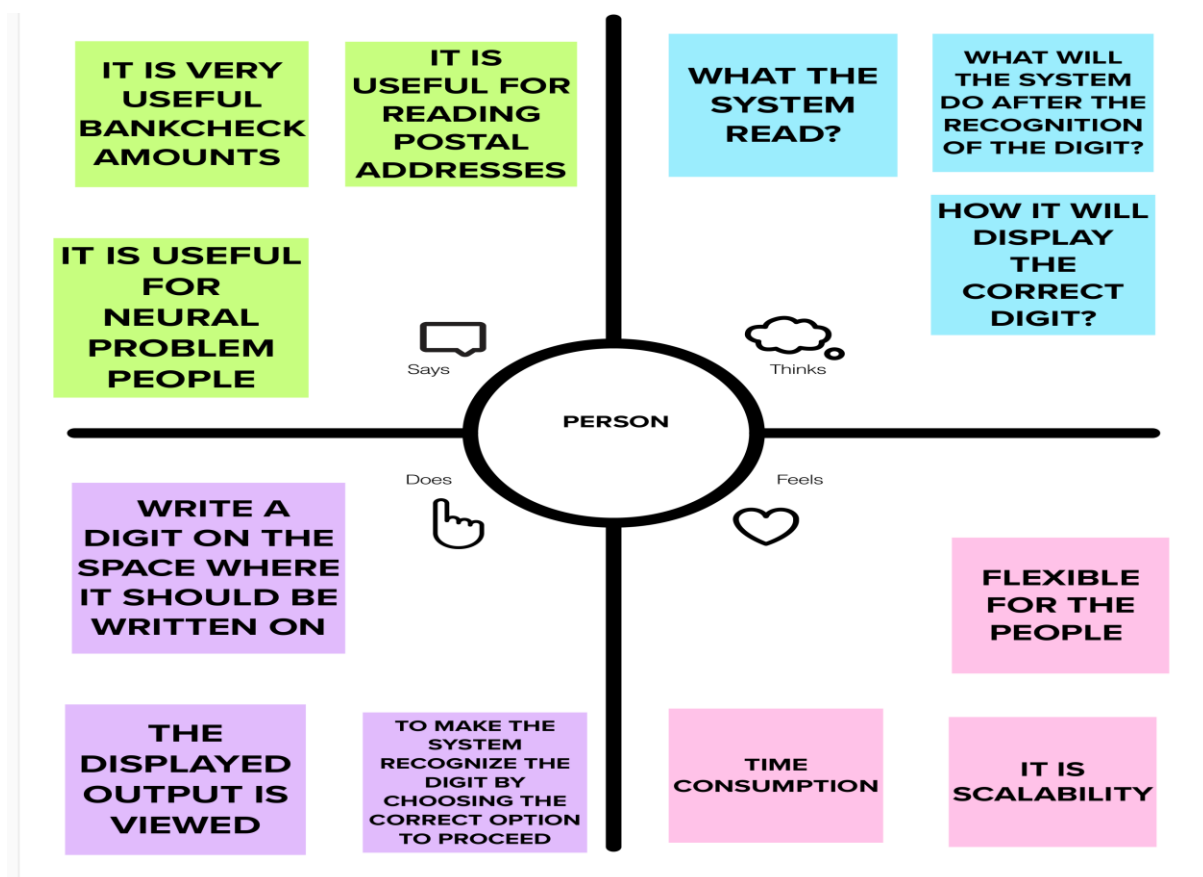 IT IS VERY
USEFUL
BANKCHECK
AMOUNTS
IT IS
USEFUL FOR
READING
POSTAL
ADDRESSES
IT IS USEFUL
FOR
NEURAL
PROBLEM
PEOPLE
Says
WHAT THE
SYSTEM
READ?
WHAT WILL
THE SYSTEM
DO AFTER THE
RECOGNITION
OF THE DIGIT?
HOW IT WILL
DISPLAY
THE
CORRECT
DIGIT?
Thinks
PERSON
Does
WRITE A
DIGIT ON THE
SPACE WHERE
IT SHOULD BE
WRITTEN ON
THE
DISPLAYED
OUTPUT IS
VIEWED
TO MAKE THE
SYSTEM
RECOGNIZE THE
DIGIT BY
CHOOSING THE
CORRECT OPTION
TO PROCEED
Feels
FLEXIBLE
FOR THE
PEOPLE
TIME
CONSUMPTION
IT IS
SCALABILITY